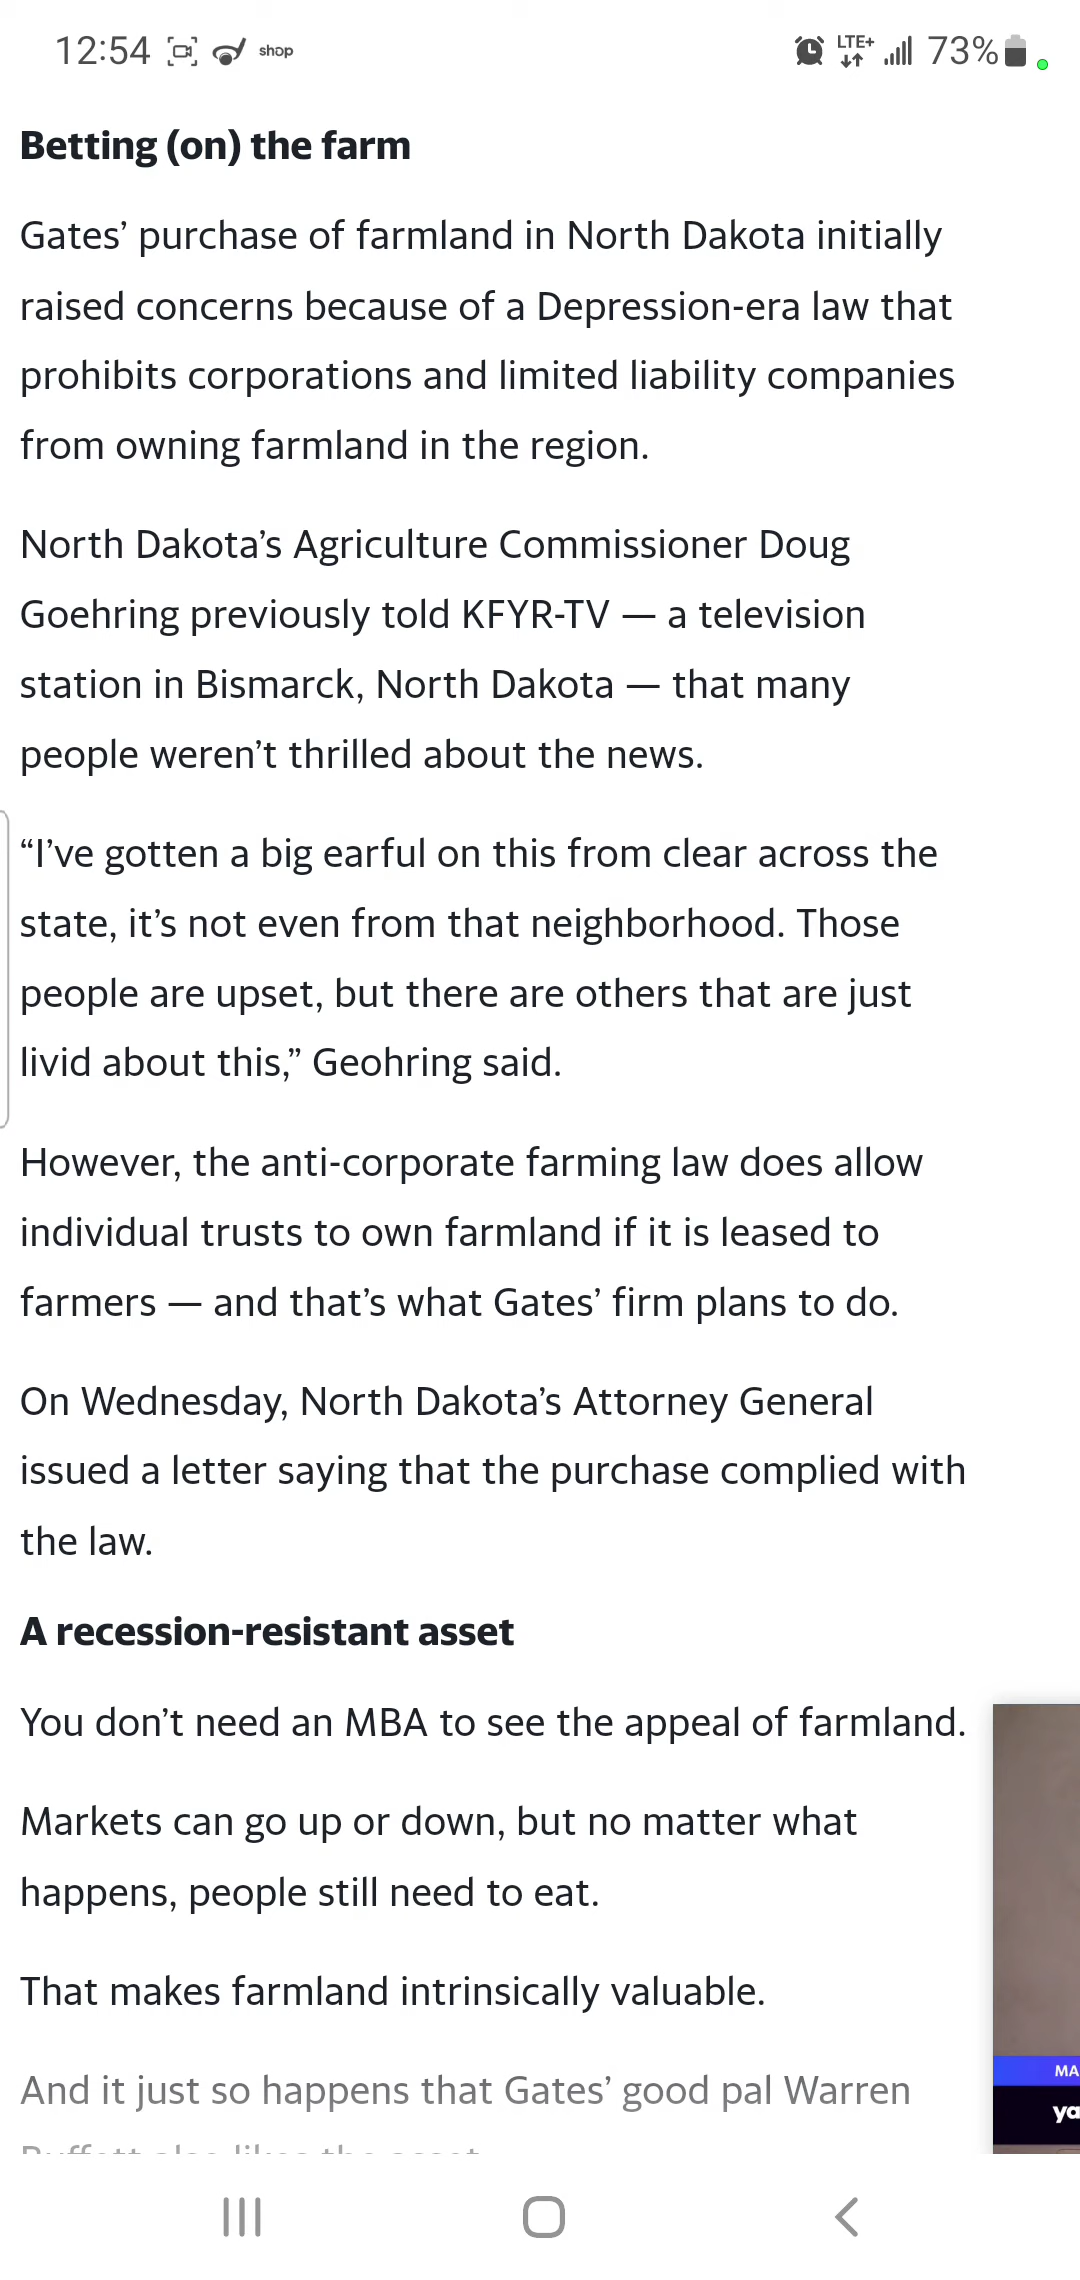 12:54 shop LTE+ 73%
Betting (on) the farm
Gates’ purchase of farmland in North Dakota initially
raised concerns because of a Depression-era law that
prohibits corporations and limited liability companies
from owning farmland in the region.
North Dakota’s Agriculture Commissioner Doug
Goehring previously told KFYR-TV — a television
station in Bismarck, North Dakota — that many
people weren’t thrilled about the news.
“I’ve gotten a big earful on this from clear across the
state, it’s not even from that neighborhood. Those
people are upset, but there are others that are just
livid about this,” Geohring said.
However, the anti-corporate farming law does allow
individual trusts to own farmland if it is leased to
farmers — and that’s what Gates’ firm plans to do.
On Wednesday, North Dakota’s Attorney General
issued a letter saying that the purchase complied with
the law.
A recession-resistant asset
You don’t need an MBA to see the appeal of farmland.
Markets can go up or down, but no matter what
happens, people still need to eat.
That makes farmland intrinsically valuable.
MA
ya
And it just so happens that Gates’ good pal Warren
Buffett also likes the asset